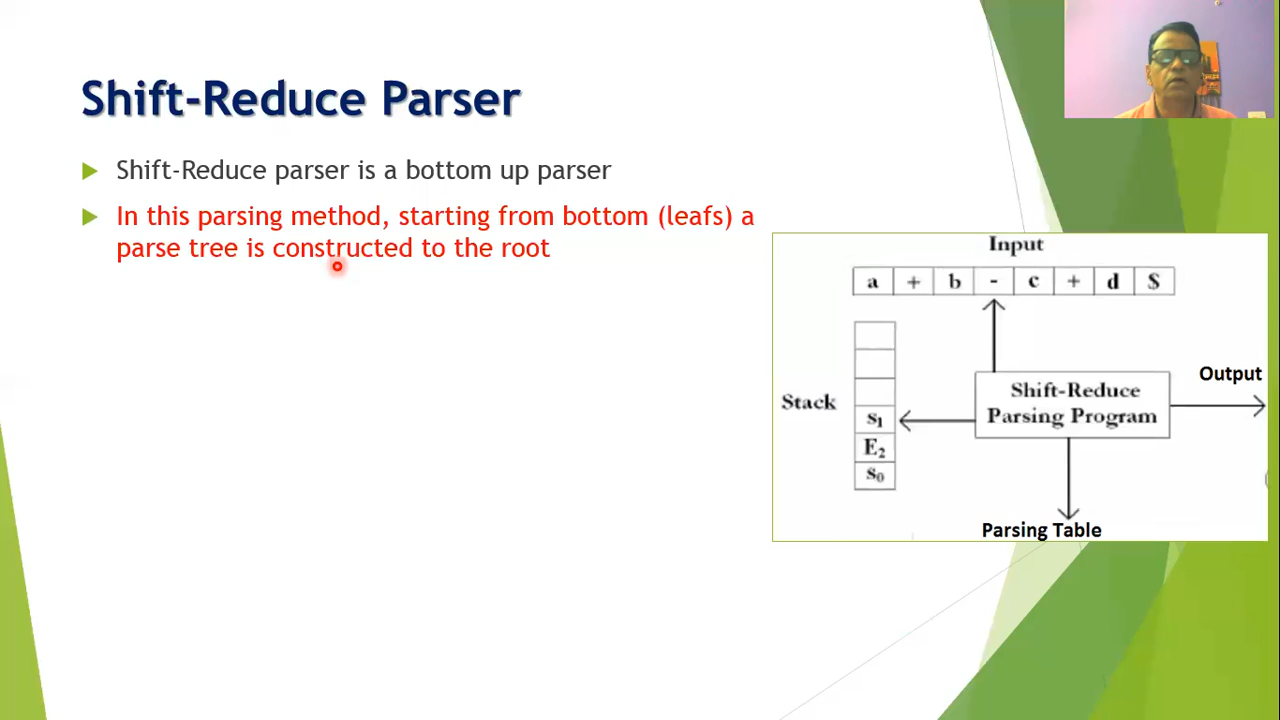 Shift-Reduce Parser
Shift-Reduce parser is a bottom up parser
In this parsing method, starting from bottom (leafs) a
parse tree is constructed to the root
Input
a + b - c + d $
Stack
s₁
E₂
s₀
Shift-Reduce
Parsing Program
Output
Parsing Table